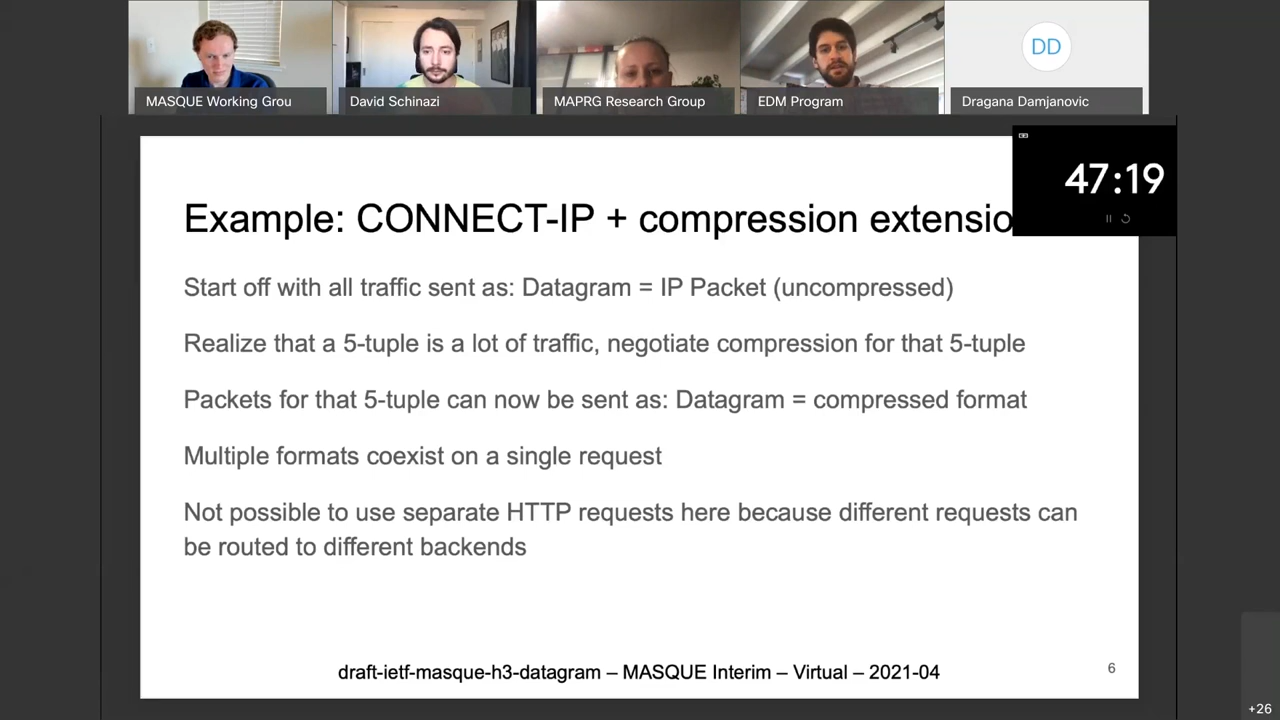 MASQUE Working Grou
David Schinazi
MAPRG Research Group
EDM Program
DD
Dragana Damjanovic
47:19
Example: CONNECT-IP + compression extensio
Start off with all traffic sent as: Datagram = IP Packet (uncompressed)
Realize that a 5-tuple is a lot of traffic, negotiate compression for that 5-tuple
Packets for that 5-tuple can now be sent as: Datagram = compressed format
Multiple formats coexist on a single request
Not possible to use separate HTTP requests here because different requests can
be routed to different backends
draft-ietf-masque-h3-datagram – MASQUE Interim – Virtual – 2021-04
6
+26